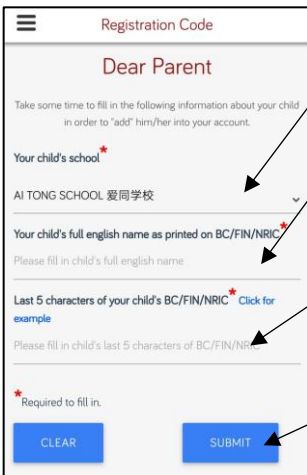 Registration Code
Dear Parent
Take some time to fill in the following information about your child
in order to "add" him/her into your account.
Your child's school*
AI TONG SCHOOL 爱同学校
Your child's full english name as printed on BC/FIN/NRIC*
Please fill in child's full english name
Last 5 characters of your child's BC/FIN/NRIC* Click for
example
Please fill in child's last 5 characters of BC/FIN/NRIC
*Required to fill in.
CLEAR SUBMIT